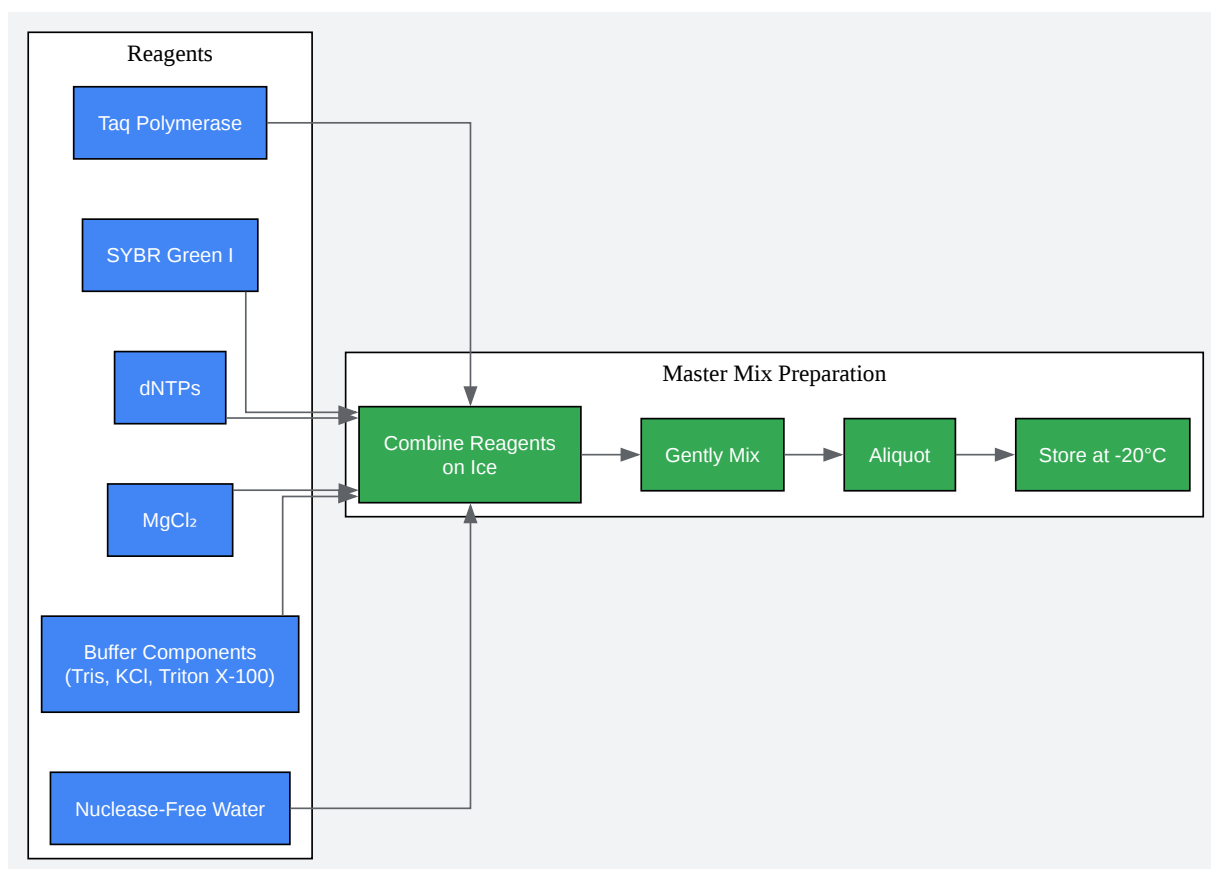 Reagents
Taq Polymerase
SYBR Green I
dNTPs
MgCl₂
Buffer Components
(Tris, KCl, Triton X-100)
Nuclease-Free Water
Master Mix Preparation
Combine Reagents
on Ice
Gently Mix
Aliquot
Store at -20°C